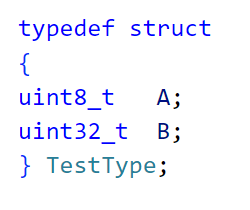 typedef struct
{
uint8_t   A;
uint32_t  B;
} TestType;